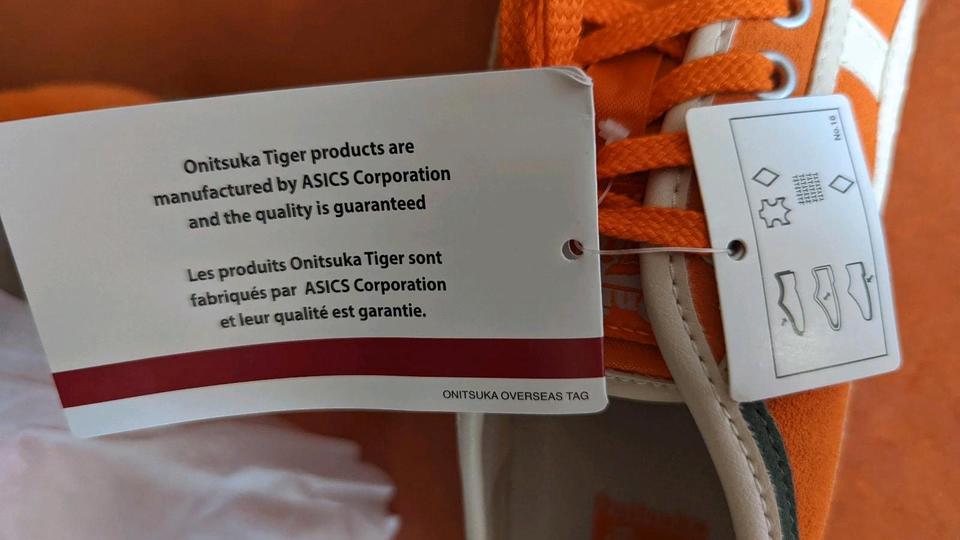 Onitsuka Tiger products are
manufactured by ASICS Corporation
and the quality is guaranteed
Les produits Onitsuka Tiger sont
fabriqués par ASICS Corporation
et leur qualité est garantie.
ONITSUKA OVERSEAS TAG
No.18